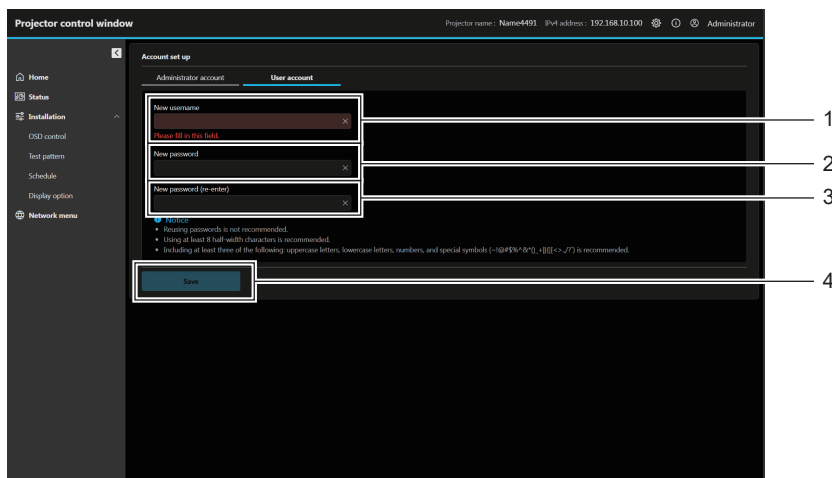 Projector control window
Projector name : Name4491 IPv4 address : 192.168.10.100 Administrator
Home
Status
Installation
OSD control
Test pattern
Schedule
Display option
Network menu
Account set up
Administrator account User account
New username
Please fill in this field.
New password
New password (re-enter)
Notice
Reusing passwords is not recommended.
Using at least 8 half-width characters is recommended.
Including at least three of the following: uppercase letters, lowercase letters, numbers, and special symbols (~!@#$%^&*()_+[]{}|<>.,/?') is recommended.
Save
1
2
3
4